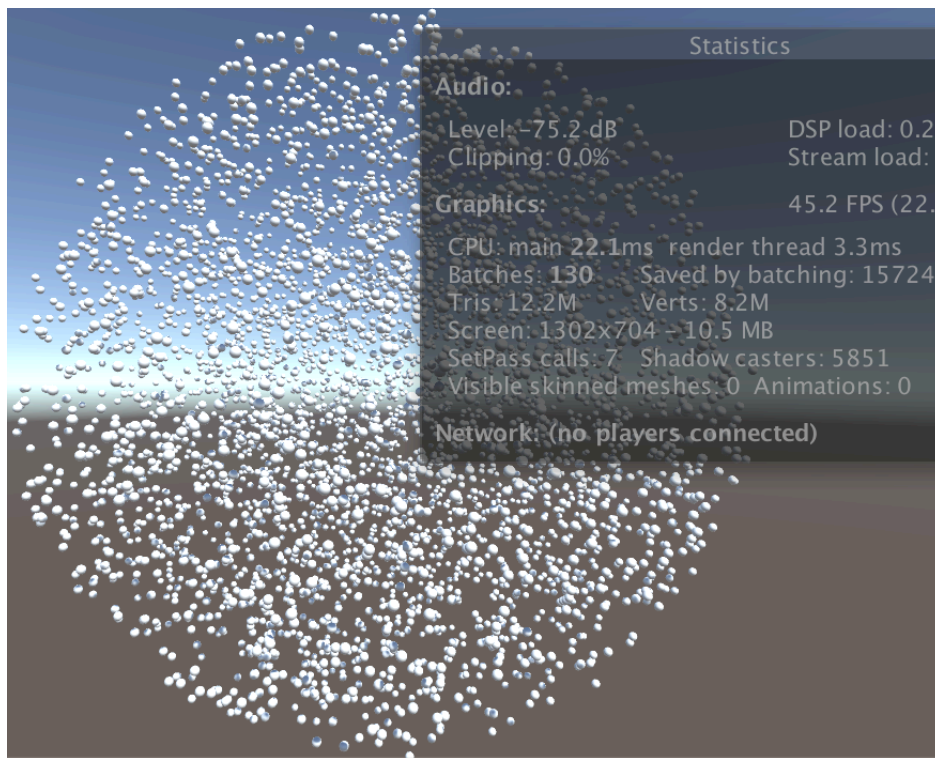 Statistics
Audio:
Level: -75.2 dB DSP load: 0.2
Clipping: 0.0% Stream load:
Graphics: 45.2 FPS (22.
CPU: main 22.1ms render thread 3.3ms
Batches: 130 Saved by batching: 15724
Tris: 12.2M Verts: 8.2M
Screen: 1302x704 - 10.5 MB
SetPass calls: 7 Shadow casters: 5851
Visible skinned meshes: 0 Animations: 0
Network: (no players connected)